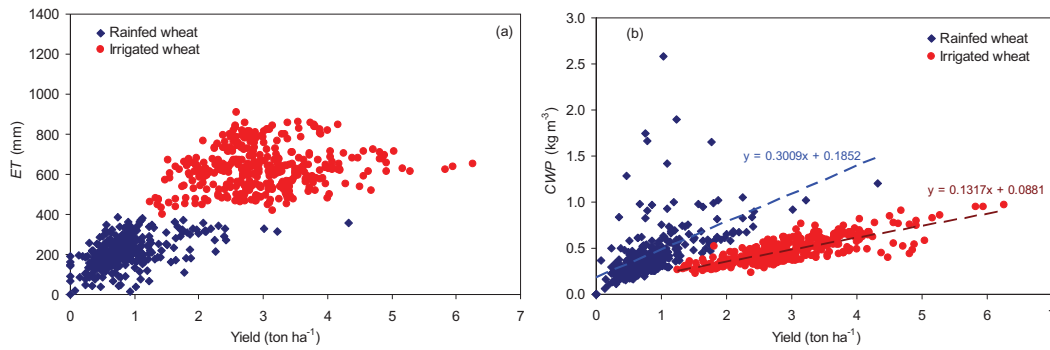 (a)
Rainfed wheat
Irrigated wheat
1400
1200
1000
800
600
400
200
0
ET (mm)
0 1 2 3 4 5 6 7
Yield (ton ha⁻¹)
(b)
Rainfed wheat
Irrigated wheat
3.0
2.5
2.0
1.5
1.0
0.5
0.0
CWP (kg m⁻³)
y = 0.3009x + 0.1852
y = 0.1317x + 0.0881
0 1 2 3 4 5 6 7
Yield (ton ha⁻¹)